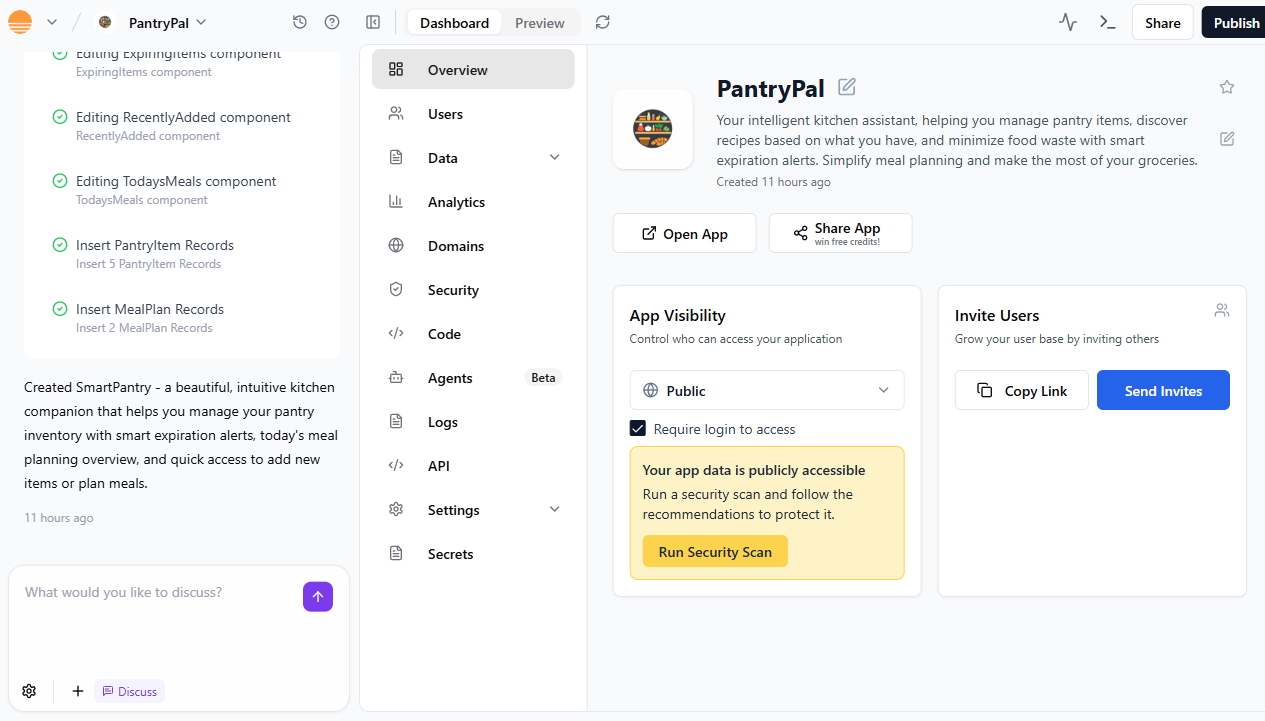 PantryPal
Dashboard
Preview
Share
Publish
Editing ExpiringItems component
ExpiringItems component
Editing RecentlyAdded component
RecentlyAdded component
Editing TodaysMeals component
TodaysMeals component
Insert PantryItem Records
Insert 5 PantryItem Records
Insert MealPlan Records
Insert 2 MealPlan Records
Created SmartPantry - a beautiful, intuitive kitchen
companion that helps you manage your pantry
inventory with smart expiration alerts, today's meal
planning overview, and quick access to add new
items or plan meals.
11 hours ago
What would you like to discuss?
Discuss
Overview
Users
Data
Analytics
Domains
Security
Code
Agents Beta
Logs
API
Settings
Secrets
PantryPal
Your intelligent kitchen assistant, helping you manage pantry items, discover
recipes based on what you have, and minimize food waste with smart
expiration alerts. Simplify meal planning and make the most of your groceries.
Created 11 hours ago
Open App
Share App
win free credits!
App Visibility
Control who can access your application
Public
Require login to access
Your app data is publicly accessible
Run a security scan and follow the
recommendations to protect it.
Run Security Scan
Invite Users
Grow your user base by inviting others
Copy Link
Send Invites